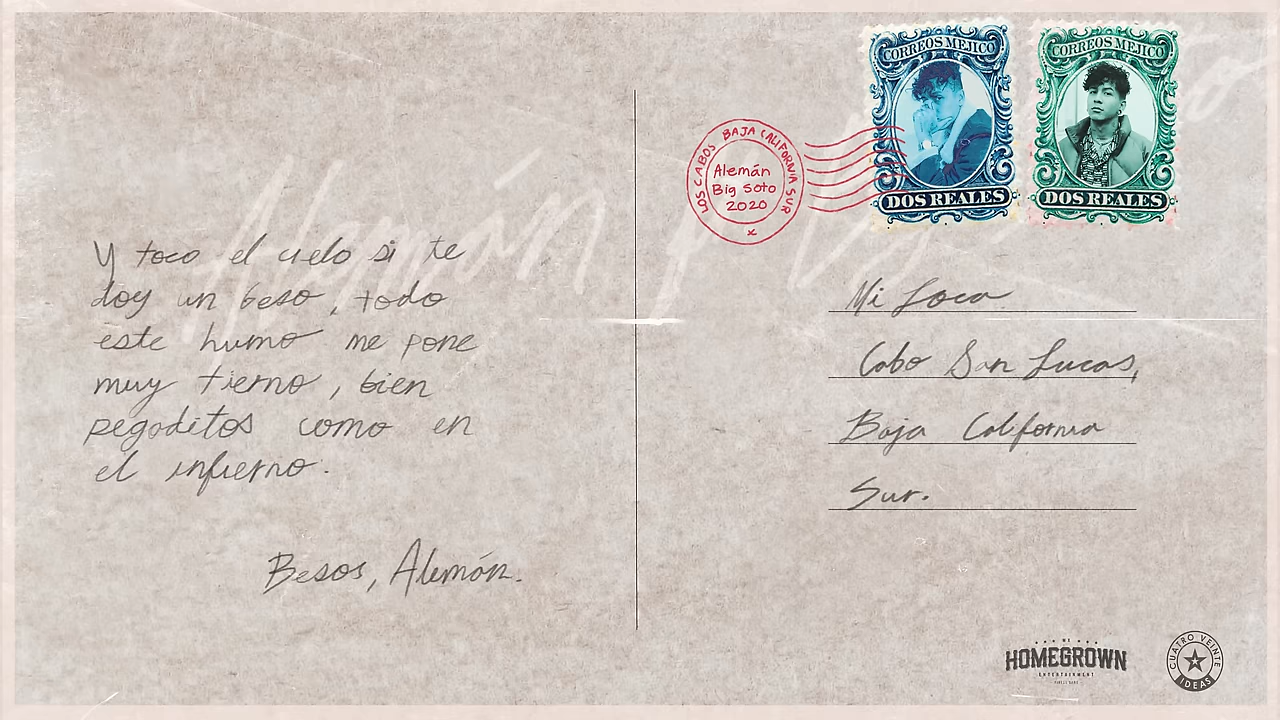 CORREOS MEJICO
CORREOS MEJICO
LOS CABOS BAJA CALIFORNIA SUR
Alemán
Big Soto
2020
x
DOS REALES
DOS REALES
Y toco el cielo si te
doy un beso, todo
este humo me pone
muy tierno, bien
pegaditos como en
el infierno.
Besos, Alemán.
Mi Loca
Cabo San Lucas,
Baja California
Sur.
HOMEGROWN
ENTERTAINMENT
CUATRO VEINTE
IDEAS